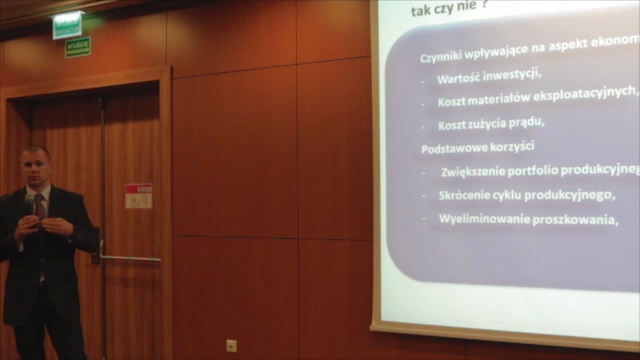 tak czy nie ?
Czynniki wpływające na aspekt ekonom
- Wartość inwestycji,
- Koszt materiałów eksploatacyjnych,
- Koszt zużycia prądu,
Podstawowe korzyści
- Zwiększenie portfolio produkcyjneg
- Skrócenie cyklu produkcyjnego,
- Wyeliminowanie proszkowania,